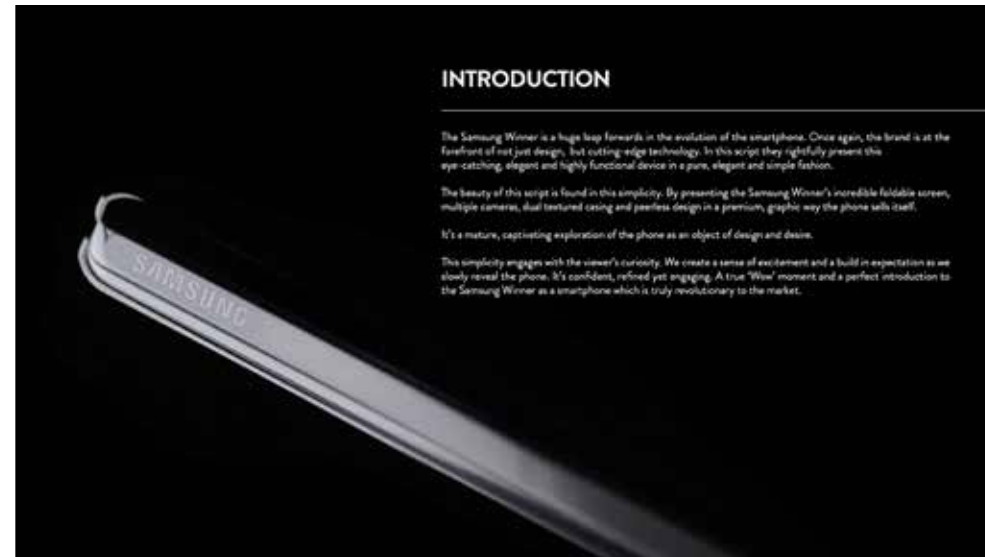 INTRODUCTION
The Samsung Winner is a huge leap forwards in the evolution of the smartphone. Once again, the brand is at the
forefront of not just design, but cutting-edge technology. In this script they rightfully present this
eye-catching, elegant and highly functional device in a pure, elegant and simple fashion.
The beauty of this script is found in this simplicity. By presenting the Samsung Winner's incredible foldable screen,
multiple cameras, dual textured casing and peerless design in a premium, graphic way the phone sells itself.
It's a mature, captivating exploration of the phone as an object of design and desire.
This simplicity engages with the viewer's curiosity. We create a sense of excitement and a build in expectation as we
slowly reveal the phone. It's confident, refined yet engaging. A true 'Wow' moment and a perfect introduction to
the Samsung Winner as a smartphone which is truly revolutionary to the market.
SAMSUNG